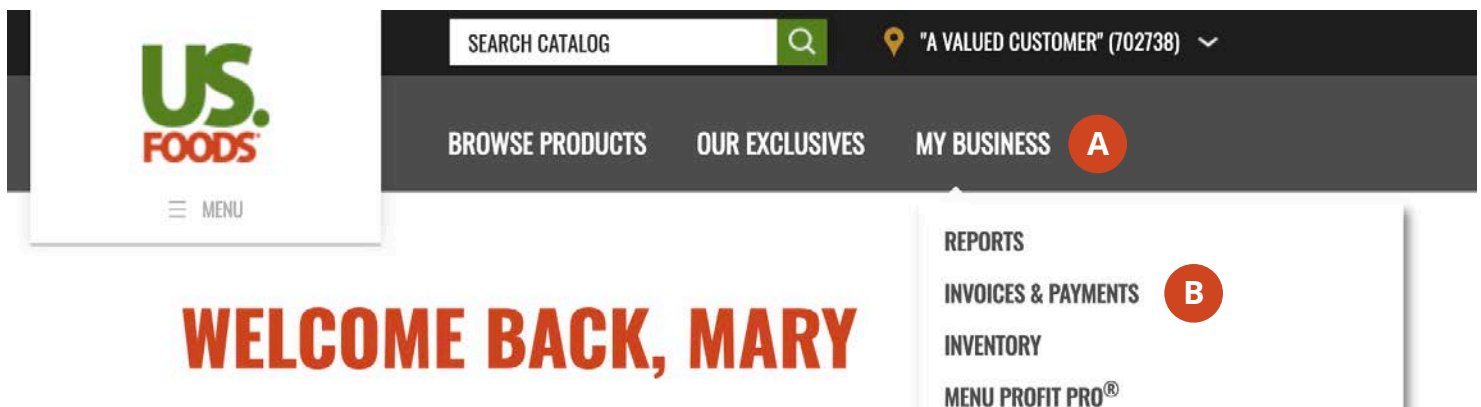 US.
FOODS®
☰ MENU
SEARCH CATALOG
"A VALUED CUSTOMER" (702738)
BROWSE PRODUCTS OUR EXCLUSIVES MY BUSINESS A
REPORTS
INVOICES & PAYMENTS B
INVENTORY
MENU PROFIT PRO®
WELCOME BACK, MARY